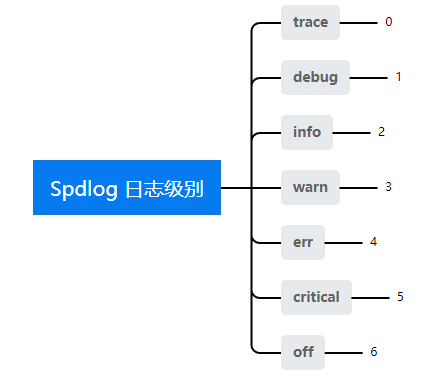 Spdlog 日志级别
trace 0
debug 1
info 2
warn 3
err 4
critical 5
off 6